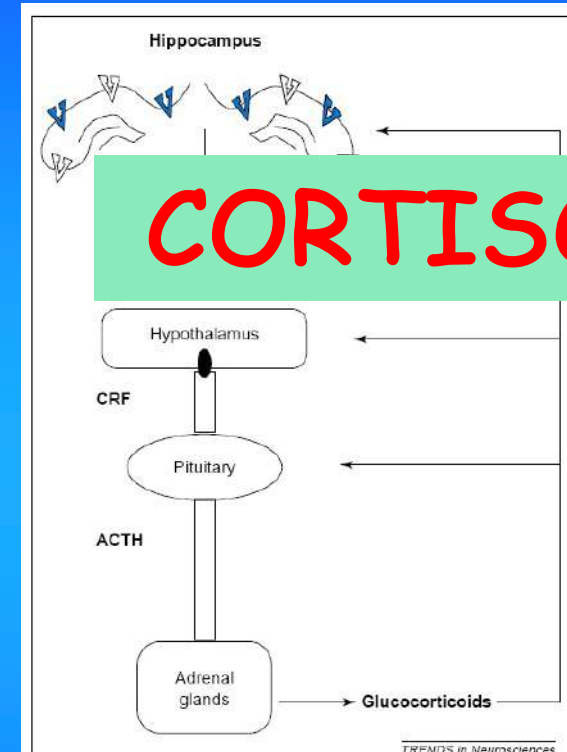 Hippocampus
CORTISO
Hypothalamus
CRF
Pituitary
ACTH
Adrenal
glands
Glucocorticoids
TRENDS in Neurosciences